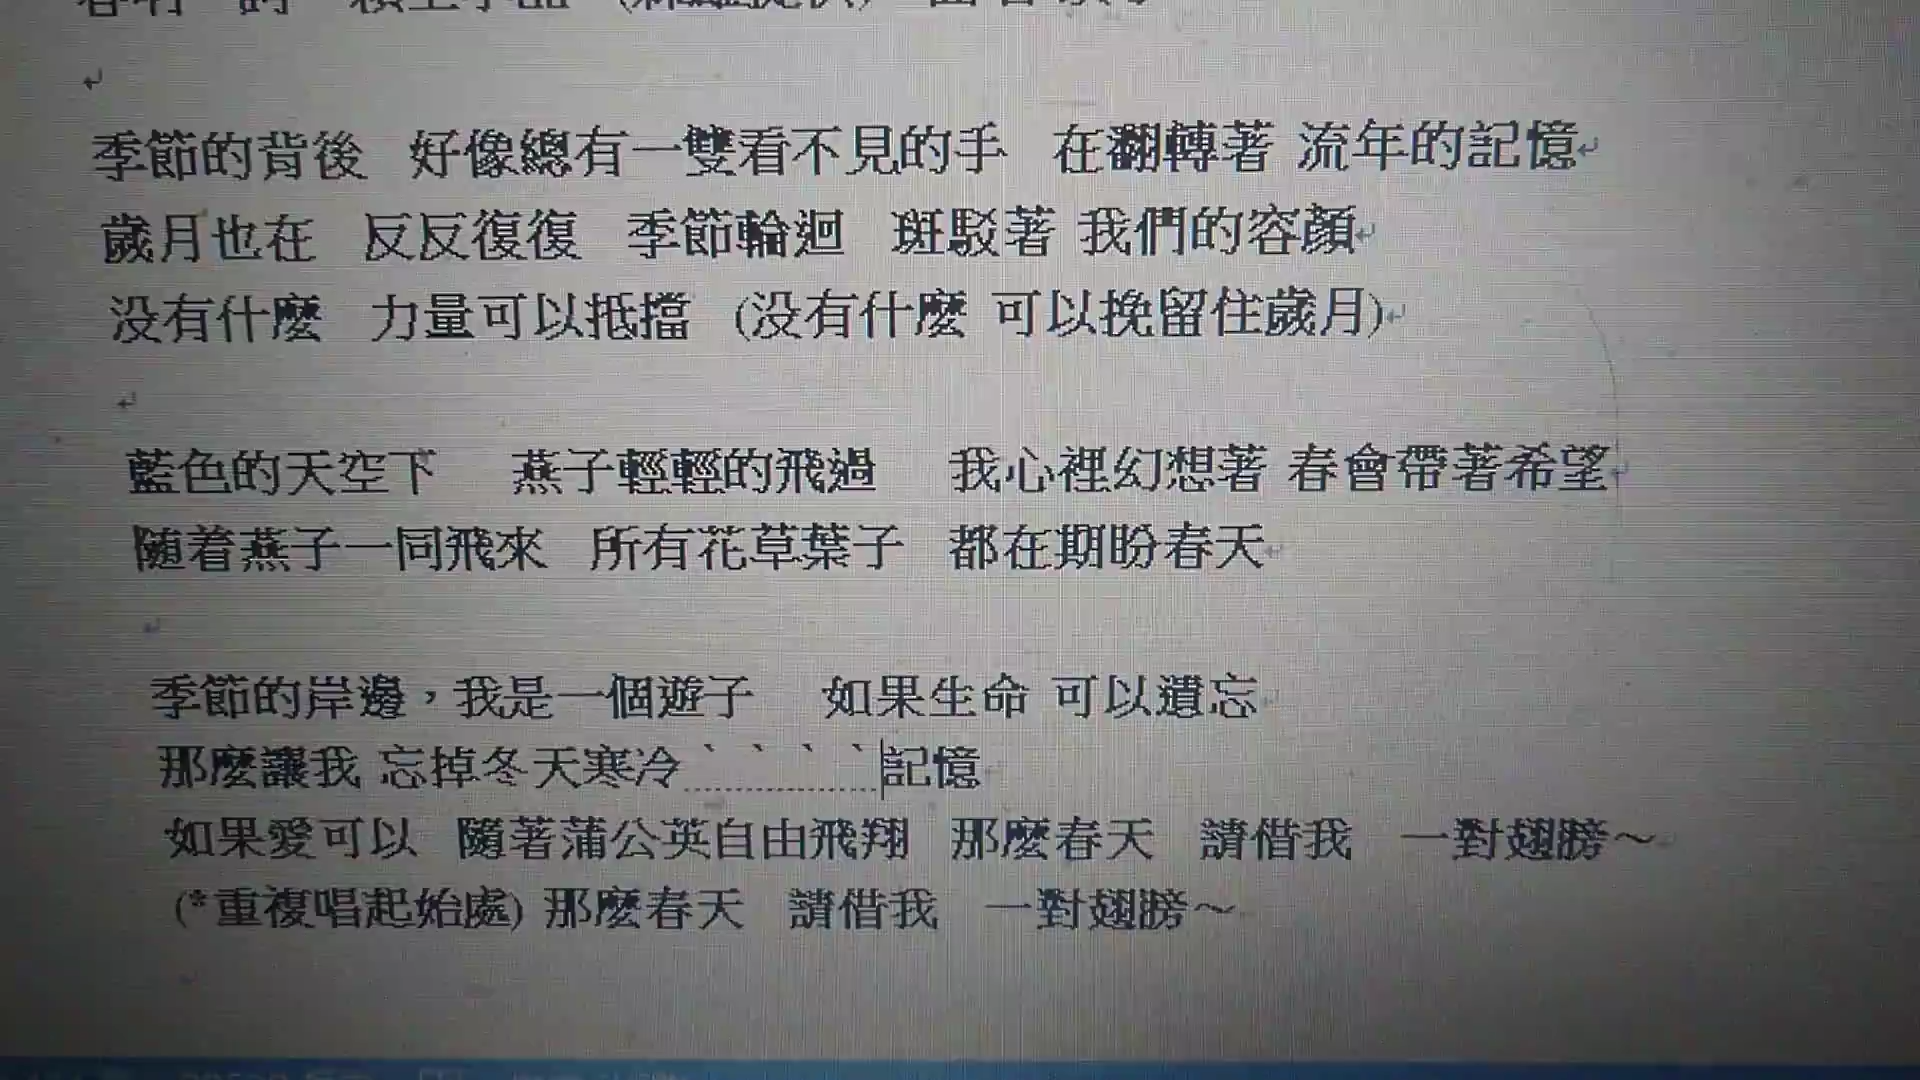 季節的背後 好像總有一雙看不見的手 在翻轉著 流年的記憶
歲月也在 反反復復 季節輪迴 斑駁著 我們的容顏
没有什麼 力量可以抵擋 (没有什麼 可以挽留住歲月)
藍色的天空下 燕子輕輕的飛過 我心裡幻想著 春會帶著希望
隨着燕子一同飛來 所有花草葉子 都在期盼春天
季節的岸邊，我是一個遊子 如果生命 可以遺忘
那麼讓我 忘掉冬天寒冷﹑﹑﹑﹑記憶
如果愛可以 隨著蒲公英自由飛翔 那麼春天 請借我 一對翅膀～
(*重複唱起始處) 那麼春天 請借我 一對翅膀～